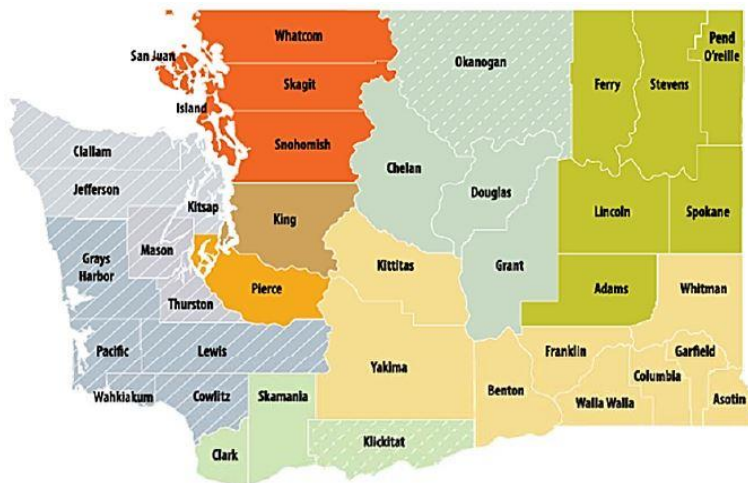 Whatcom
San Juan
Skagit
Island
Snohomish
Okanogan
Ferry
Stevens
Pend
O'reille
Clallam
Jefferson
Kitsap
King
Chelan
Douglas
Lincoln
Spokane
Grays
Harbor
Mason
Thurston
Pierce
Kittitas
Grant
Adams
Whitman
Pacific
Lewis
Yakima
Benton
Franklin
Garfield
Columbia
Walla Walla
Asotin
Wahkiakum
Cowlitz
Skamania
Clark
Klickitat